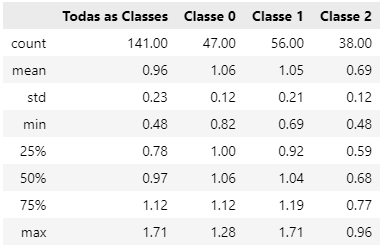 Todas as Classes Classe 0 Classe 1 Classe 2
count 141.00 47.00 56.00 38.00
mean 0.96 1.06 1.05 0.69
std 0.23 0.12 0.21 0.12
min 0.48 0.82 0.69 0.48
25% 0.78 1.00 0.92 0.59
50% 0.97 1.06 1.04 0.68
75% 1.12 1.12 1.19 0.77
max 1.71 1.28 1.71 0.96